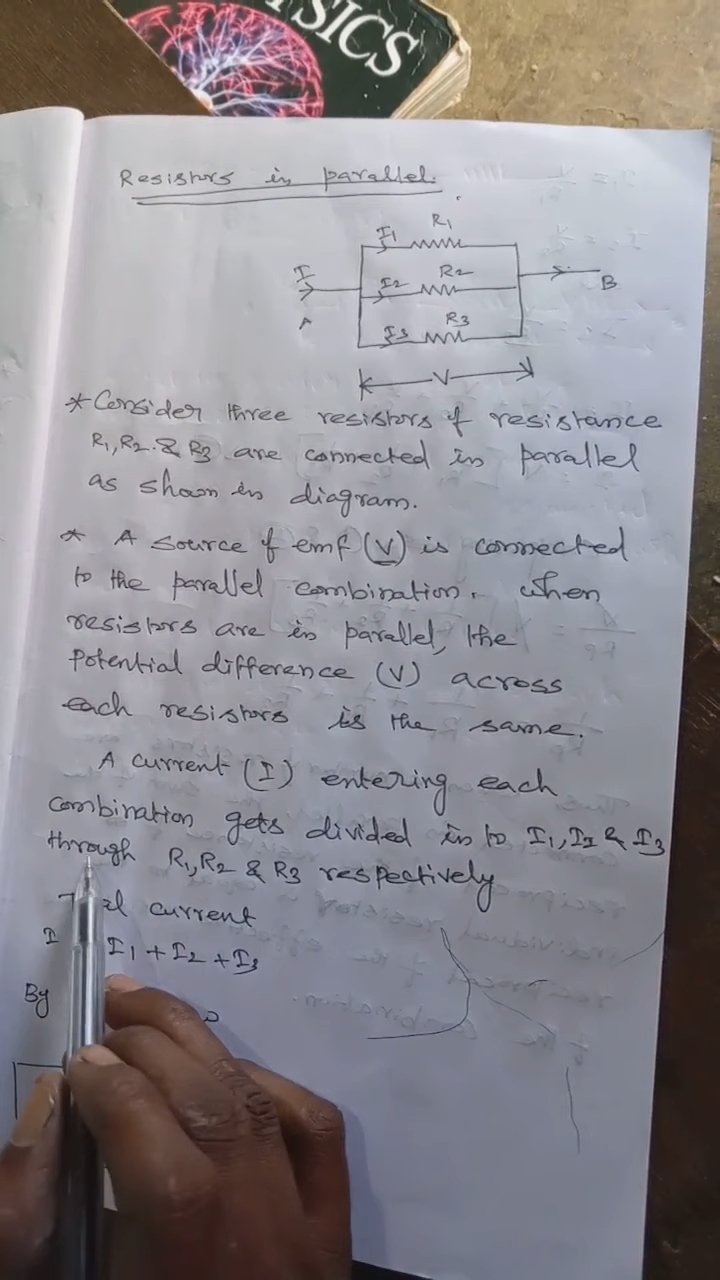 SICS
Resistors in parallel.
I1 R1
I I2 R2
A B
I3 R3
V
* Consider three resistors of resistance
R1, R2 & R3 are connected in parallel
as shown in diagram.
* A source of emf (V) is connected
to the parallel combination. when
resistors are in parallel, the
Potential difference (V) across
each resistors is the same.
A current (I) entering each
combination gets divided in to I1, I2 & I3
through R1, R2 & R3 respectively
current
I I1 + I2 + I3
By